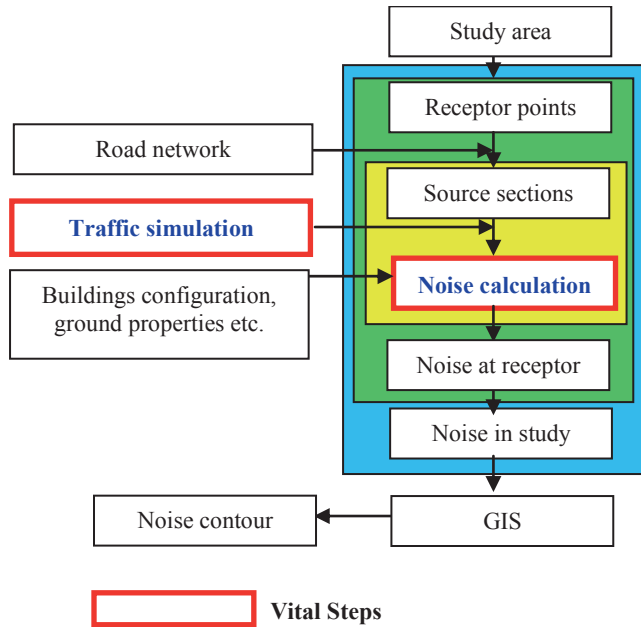 Study area
Receptor points
Road network
Source sections
Traffic simulation
Noise calculation
Buildings configuration,
ground properties etc.
Noise at receptor
Noise in study
Noise contour
GIS
Vital Steps